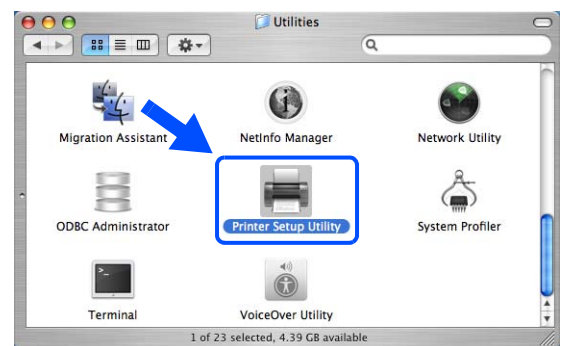 Utilities
Migration Assistant
NetInfo Manager
Network Utility
ODBC Administrator
Printer Setup Utility
System Profiler
Terminal
VoiceOver Utility
1 of 23 selected, 4.39 GB available